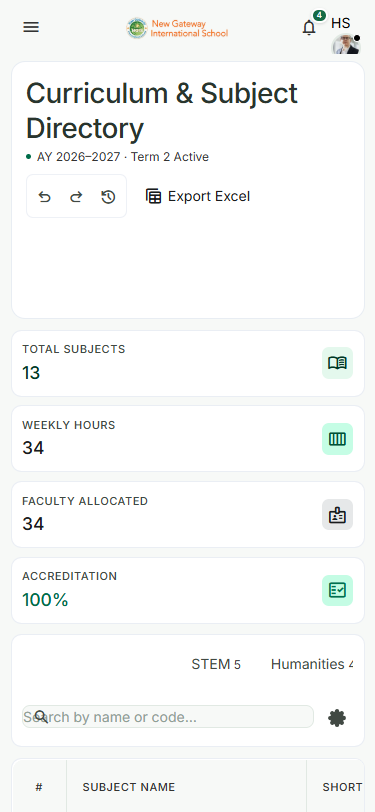 New Gateway
International School
4
HS
Curriculum & Subject
Directory
AY 2026–2027 · Term 2 Active
Export Excel
TOTAL SUBJECTS
13
WEEKLY HOURS
34
FACULTY ALLOCATED
34
ACCREDITATION
100%
STEM 5 Humanities 4
Search by name or code...
# SUBJECT NAME SHORT